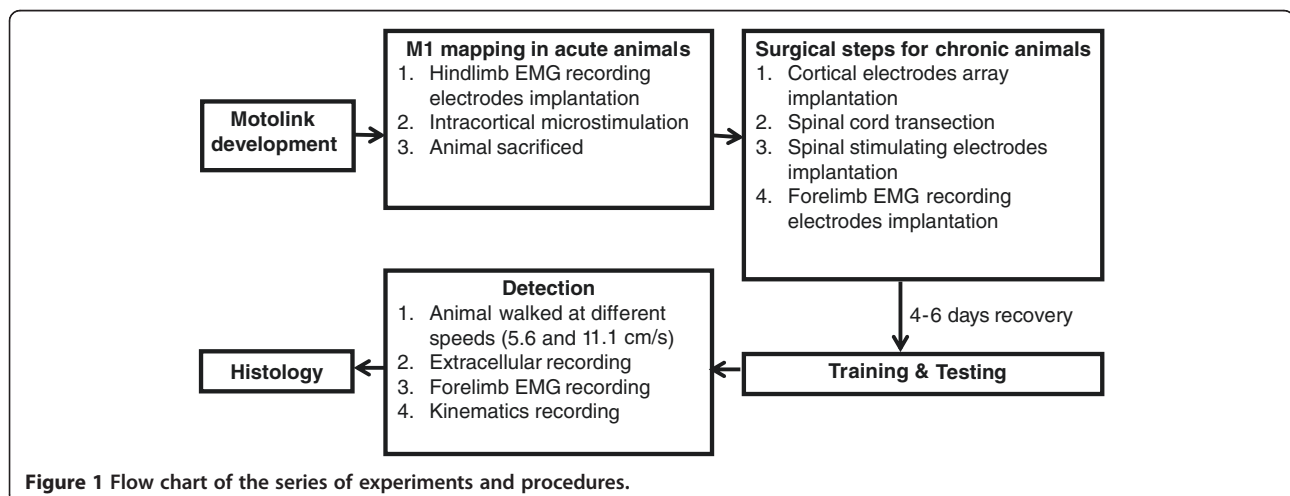 Motolink
development
M1 mapping in acute animals
1. Hindlimb EMG recording
electrodes implantation
2. Intracortical microstimulation
3. Animal sacrificed
Surgical steps for chronic animals
1. Cortical electrodes array
implantation
2. Spinal cord transection
3. Spinal stimulating electrodes
implantation
4. Forelimb EMG recording
electrodes implantation
4-6 days recovery
Training & Testing
Detection
1. Animal walked at different
speeds (5.6 and 11.1 cm/s)
2. Extracellular recording
3. Forelimb EMG recording
4. Kinematics recording
Histology
Figure 1 Flow chart of the series of experiments and procedures.